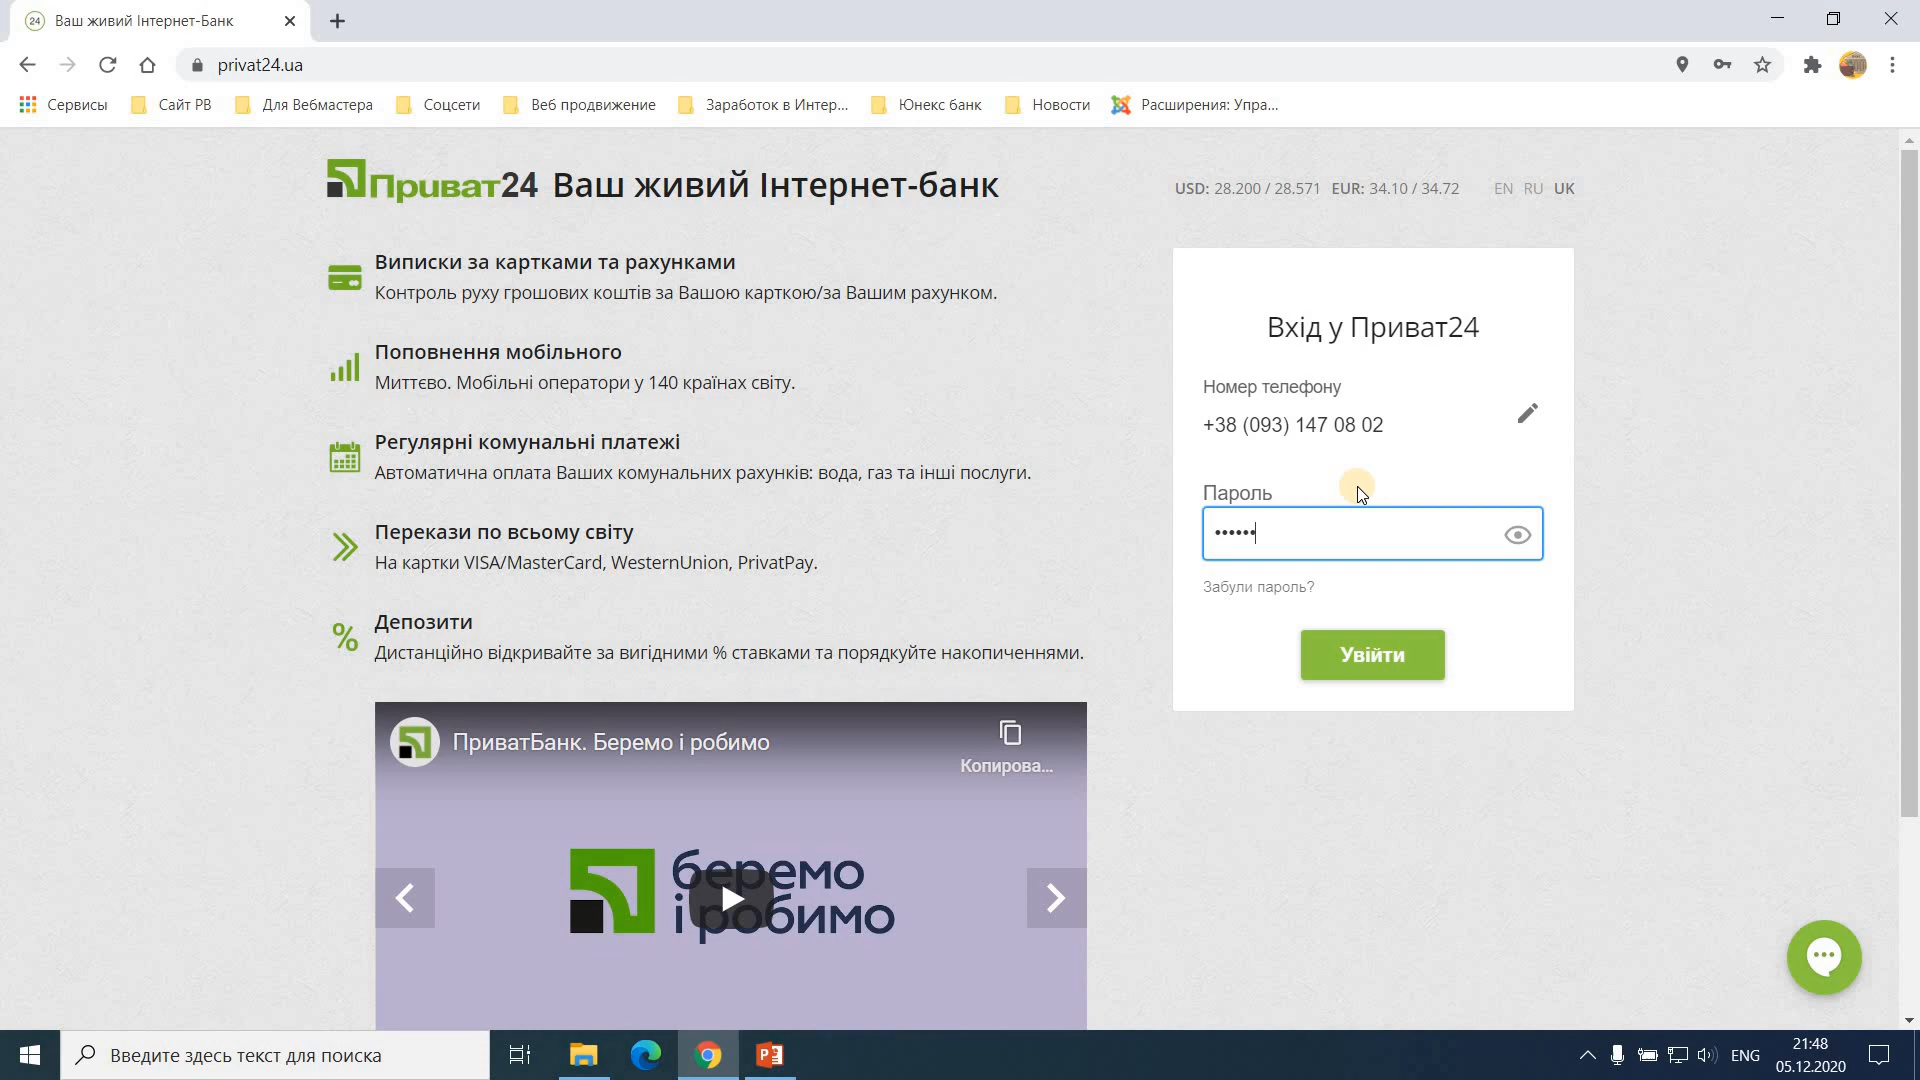 24 Ваш живий Інтернет-Банк
privat24.ua
Сервисы Сайт РВ Для Вебмастера Соцсети Веб продвижение Заработок в Интер... Юнекс банк Новости Расширения: Упра...
Приват24 Ваш живий Інтернет-банк
USD: 28.200 / 28.571 EUR: 34.10 / 34.72 EN RU UK
Виписки за картками та рахунками
Контроль руху грошових коштів за Вашою карткою/за Вашим рахунком.
Поповнення мобільного
Миттєво. Мобільні оператори у 140 країнах світу.
Регулярні комунальні платежі
Автоматична оплата Ваших комунальних рахунків: вода, газ та інші послуги.
Перекази по всьому світу
На картки VISA/MasterCard, WesternUnion, PrivatPay.
% Депозити
Дистанційно відкривайте за вигідними % ставками та порядкуйте накопиченнями.
Вхід у Приват24
Номер телефону
+38 (093) 147 08 02
Пароль
••••••
Забули пароль?
Увійти
ПриватБанк. Беремо і робимо
Копирова...
беремо
і робимо
Введите здесь текст для поиска
ENG
21:48
05.12.2020